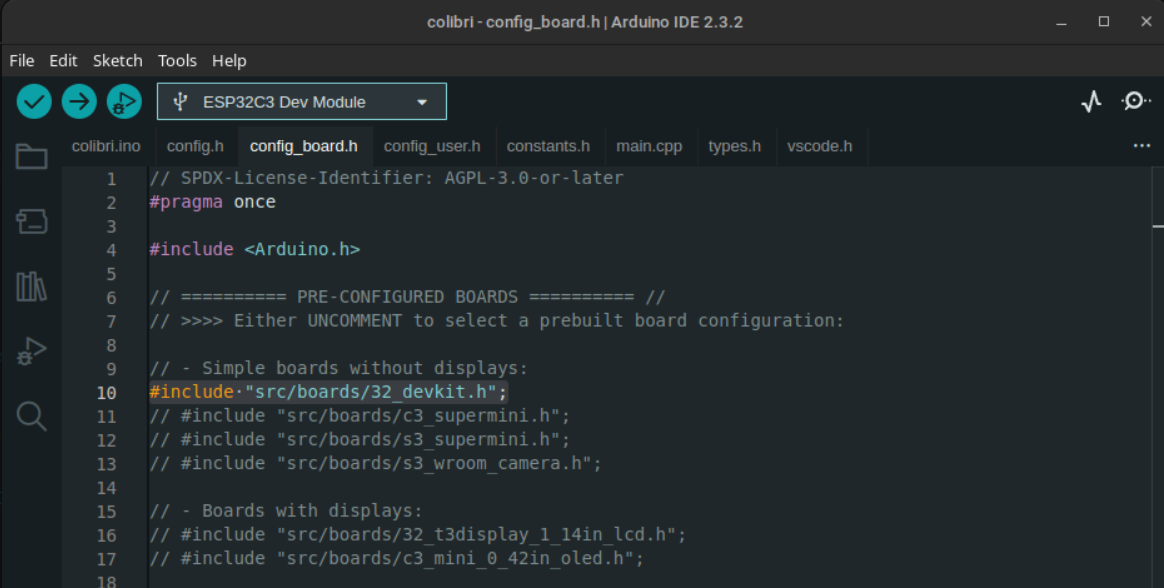 colibri - config_board.h | Arduino IDE 2.3.2
File Edit Sketch Tools Help
ESP32C3 Dev Module
colibri.ino config.h config_board.h config_user.h constants.h main.cpp types.h vscode.h
1 // SPDX-License-Identifier: AGPL-3.0-or-later
2 #pragma once
3
4 #include <Arduino.h>
5
6 // ========== PRE-CONFIGURED BOARDS ========== //
7 // >>>> Either UNCOMMENT to select a prebuilt board configuration:
8
9 // - Simple boards without displays:
10 #include·"src/boards/32_devkit.h";
11 // #include "src/boards/c3_supermini.h";
12 // #include "src/boards/s3_supermini.h";
13 // #include "src/boards/s3_wroom_camera.h";
14
15 // - Boards with displays:
16 // #include "src/boards/32_t3display_1_14in_lcd.h";
17 // #include "src/boards/c3_mini_0_42in_oled.h";
18